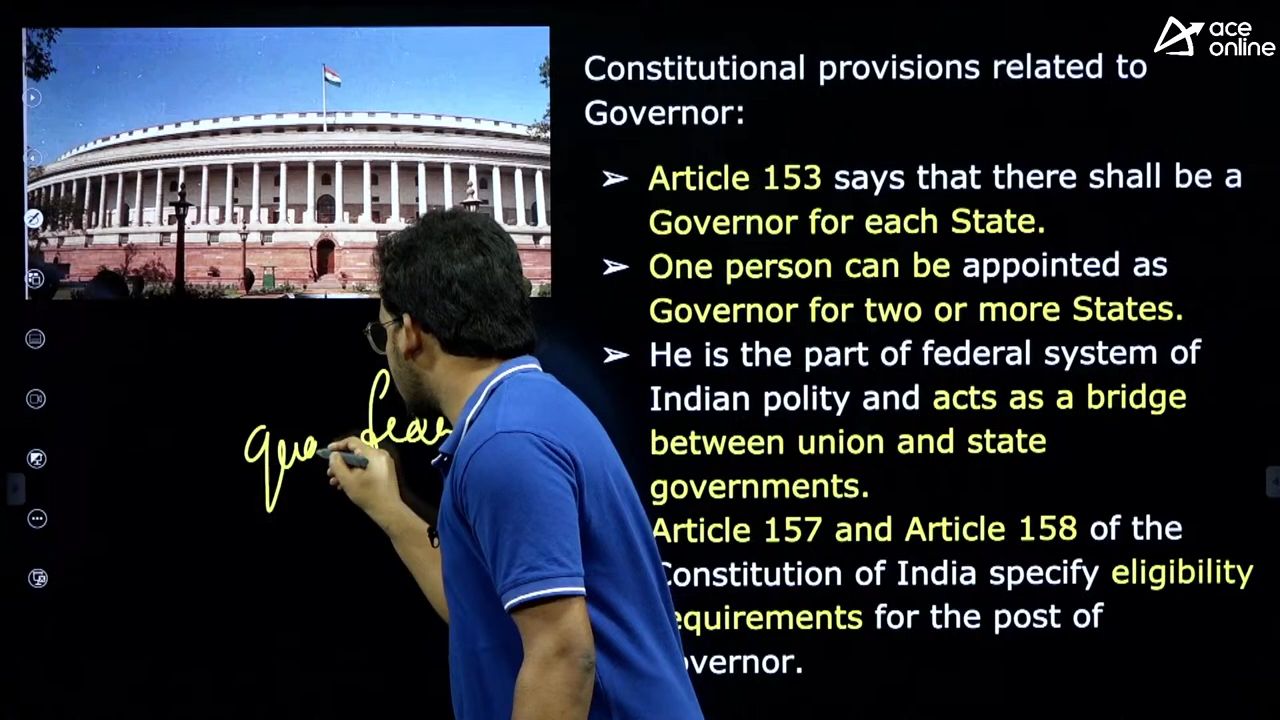 ace
online
Constitutional provisions related to
Governor:
➢ Article 153 says that there shall be a
Governor for each State.
➢ One person can be appointed as
Governor for two or more States.
➢ He is the part of federal system of
Indian polity and acts as a bridge
between union and state
governments.
Article 157 and Article 158 of the
Constitution of India specify eligibility
requirements for the post of
Governor.